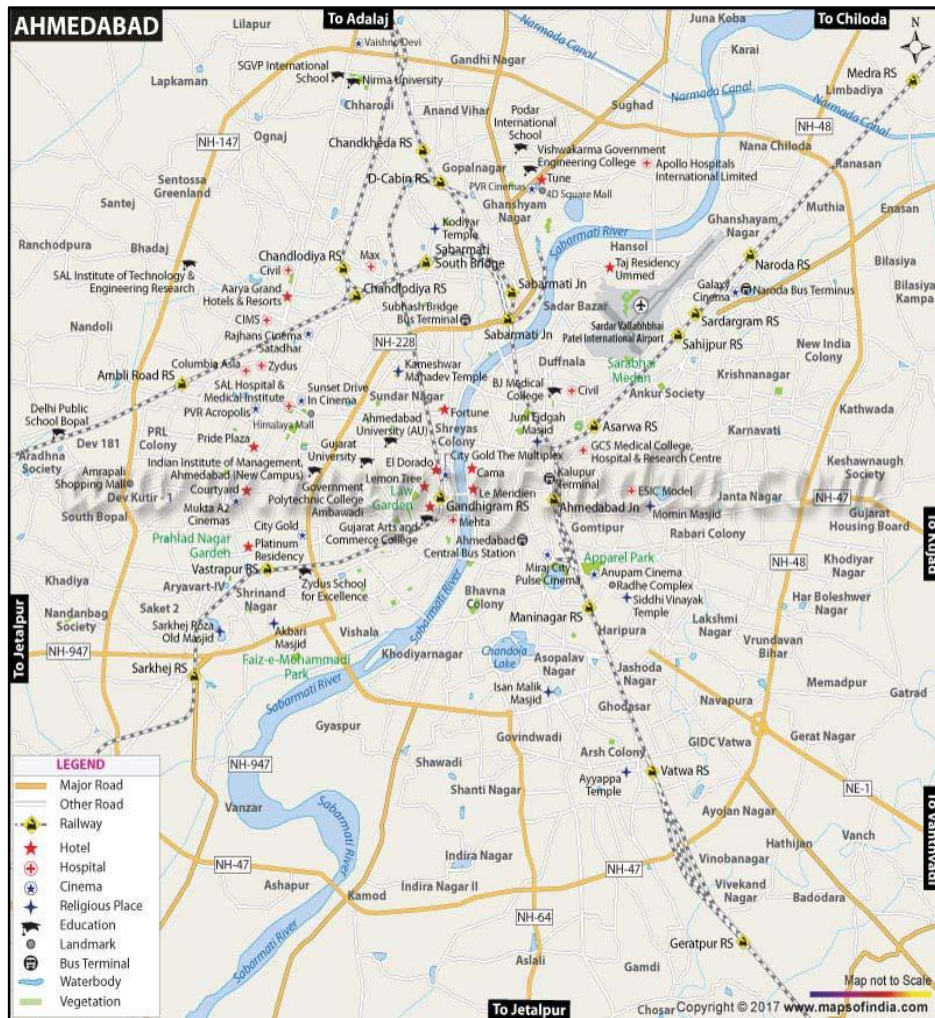 AHMEDABAD
To Adalaj
To Chiloda
Lilapur
Juna Koba
N
Vaishno Devi
Gandhi Nagar
Narmada Canal
Karai
SGVP International
School
Nirma University
Lapkaman
Chharodi
Anand Vihar
Sughad
Narmada Canal
Medra RS
Limbadiya
Narmada Canal
Podar
International
School
NH-147
Ognaj
Chandkheda RS
NH-48
Nana Chiloda
Vishwakarma Government
Engineering College
Apollo Hospitals
International Limited
Gopalnagar
Ranasan
Sentossa
Greenland
D-Cabin RS
Tune
PVR Cinemas
4D Square Mall
Santej
Ghanshyam
Nagar
Muthia
Enasan
Kodiyar
Temple
Sabarmati River
Ghanshayam
Nagar
Ranchodpura
Bhadaj
Chandlodiya RS
Max
Sabarmati
South Bridge
Hansol
Civil
Taj Residency
Ummed
Naroda RS
Bilasiya
SAL Institute of Technology &
Engineering Research
Aarya Grand
Hotels & Resorts
Chandlodiya RS
Sabarmati Jn
Galaxy
Cinema
Naroda Bus Terminus
Bilasiya
Kampa
Subhash Bridge
Bus Terminal
Sadar Bazar
Nandoli
CIMS
Sabarmati Jn
Sardar Vallabhbhai
Patel International Airport
Sardargram RS
Rajhans Cinema
Satadhar
NH-228
Sahijpur RS
New India
Colony
Columbia Asia
Zydus
Kameshwar
Mahadev Temple
Duffnala
Sarabhai
Medan
Krishnanagar
Ambli Road RS
SAL Hospital &
Medical Institute
Sunset Drive
In Cinema
Sundar Nagar
BJ Medical
College
Civil
Ankur Society
Delhi Public
School Bopal
PVR Acropolis
Himalaya Mall
Ahmedabad
University (AU)
Fortune
Shreyas
Colony
Juni Eidgah
Masjid
Asarwa RS
Kathwada
Dev 181
PRL
Colony
Pride Plaza
Gujarat
University
City Gold The Multiplex
GCS Medical College,
Hospital & Research Centre
Karnavati
Aradhna
Society
Indian Institute of Management,
Ahmedabad (New Campus)
El Dorado
Cama
Kalupur
Terminal
Keshawnaugh
Society
Amrapali
Shopping Mall
Dev Kutir - 1
Courtyard
Government
Polytechnic College
Ambawadi
Lemon Tree
Law
Garden
Le Meridien
ESIC Model
Janta Nagar
NH-47
Mukta A2
Cinemas
Gandhigram RS
Ahmedabad Jn
Momin Masjid
Gujarat
Housing Board
South Bopal
City Gold
Gujarat Arts and
Commerce College
Mehta
Gomtipur
Rabari Colony
To Kujad
Prahlad Nagar
Garden
Platinum
Residency
Ahmedabad
Central Bus Station
Apparel Park
NH-48
Khodiyar
Nagar
Vastrapur RS
Miraj City
Pulse Cinema
Anupam Cinema
Radhe Complex
Khadiya
Aryavart-IV
Zydus School
for Excellence
Bhavna
Colony
Siddhi Vinayak
Temple
Har Boleshwer
Nagar
To Jetalpur
Nandanbag
Society
Saket 2
Shrinand
Nagar
Sabarmati River
Maninagar RS
Lakshmi
Nagar
Sarkhej Roza
Old Masjid
Akbari
Masjid
Vishala
Haripura
Vrundavan
Bihar
NH-947
Khodiyarnagar
Chandola
Lake
Asopalav
Nagar
Sarkhej RS
Faiz-e-Mohammadi
Park
Jashoda
Nagar
Memadpur
Sabarmati River
Isan Malik
Masjid
Navapura
Gatrad
Gyaspur
Ghodasar
Govindwadi
GIDC Vatwa
Gerat Nagar
LEGEND
Major Road
Other Road
Railway
Hotel
Hospital
Cinema
Religious Place
Education
Landmark
Bus Terminal
Waterbody
Vegetation
NH-947
Shawadi
Arsh Colony
Vatwa RS
Shanti Nagar
Ayyappa
Temple
NE-1
Vanzar
Sabarmati River
Ayojan Nagar
To Vanthvadi
Hathijan
Vanch
NH-47
Indira Nagar
NH-47
Vinobanagar
Ashapur
Kamod
Indira Nagar II
Vivekand
Nagar
Badodara
Sabarmati River
NH-64
Geratpur RS
Aslali
Gamdi
Map not to Scale
To Jetalpur
Chosar
Copyright © 2017 www.mapsofindia.com